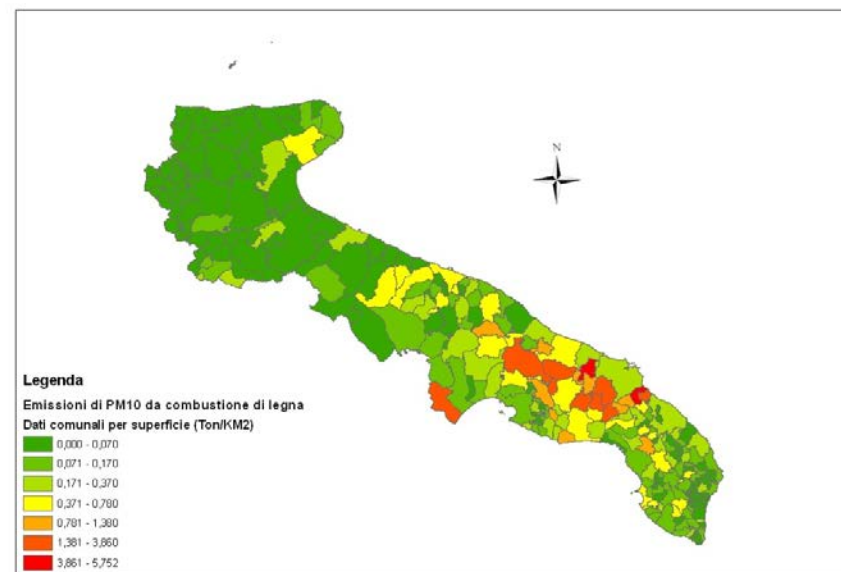 N
Legenda
Emissioni di PM10 da combustione di legna
Dati comunali per superficie (Ton/KM2)
0,000 - 0,070
0,071 - 0,170
0,171 - 0,370
0,371 - 0,780
0,781 - 1,380
1,381 - 3,860
3,861 - 5,752